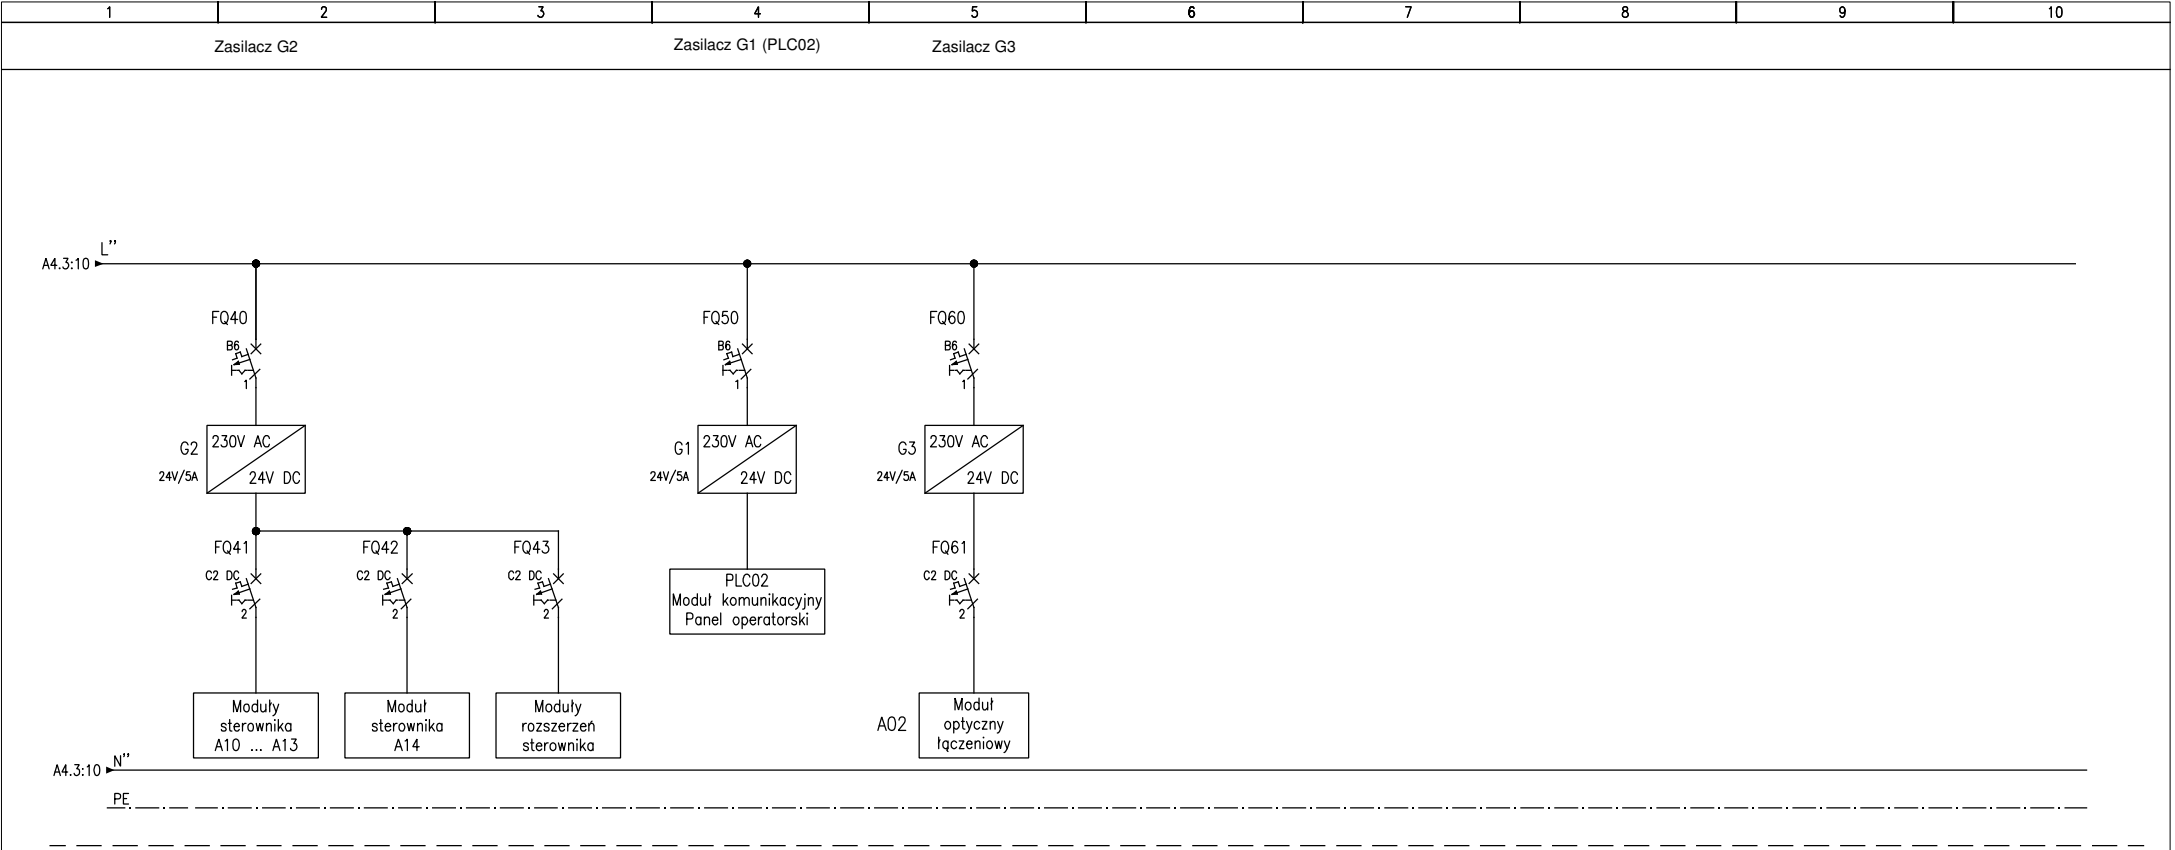 1 2 3 4 5 6 7 8 9 10
Zasilacz G2 Zasilacz G1 (PLC02) Zasilacz G3
L''
A4.3:10
FQ40 FQ50 FQ60
B6 B6 B6
1 1 1
G2 230V AC G1 230V AC G3 230V AC
24V/5A 24V DC 24V/5A 24V DC 24V/5A 24V DC
FQ41 FQ42 FQ43 FQ61
C2 DC C2 DC C2 DC C2 DC
2 2 2 2
PLC02
Moduł komunikacyjny
Panel operatorski
Moduły
sterownika
A10 ... A13
Moduł
sterownika
A14
Moduły
rozszerzeń
sterownika
A02
Moduł
optyczny
łączeniowy
N''
A4.3:10
PE